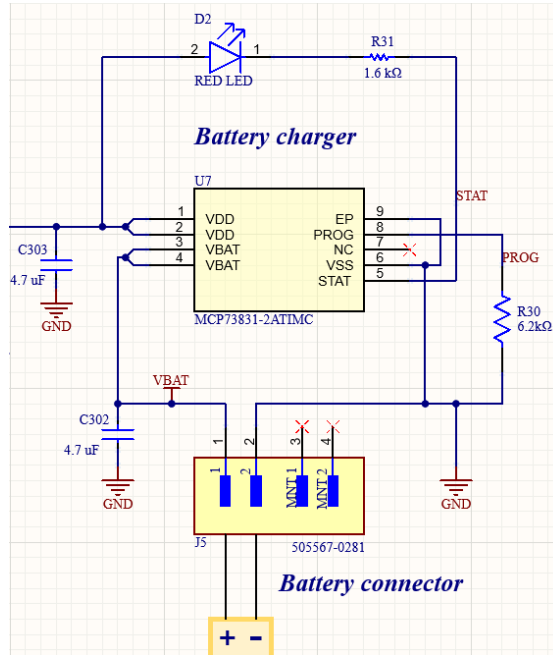 D2
2
1
R31
RED LED
1.6 kΩ
Battery charger
U7
STAT
1 VDD EP 9
2 VDD PROG 8
3 VBAT NC 7
4 VBAT VSS 6
STAT 5
C303
4.7 uF
GND
PROG
MCP73831-2ATIMC
R30
6.2kΩ
VBAT
C302
4.7 uF
GND
1
2
3
4
1
2
MNT 1
MNT 2
GND
J5
505567-0281
Battery connector
+ -